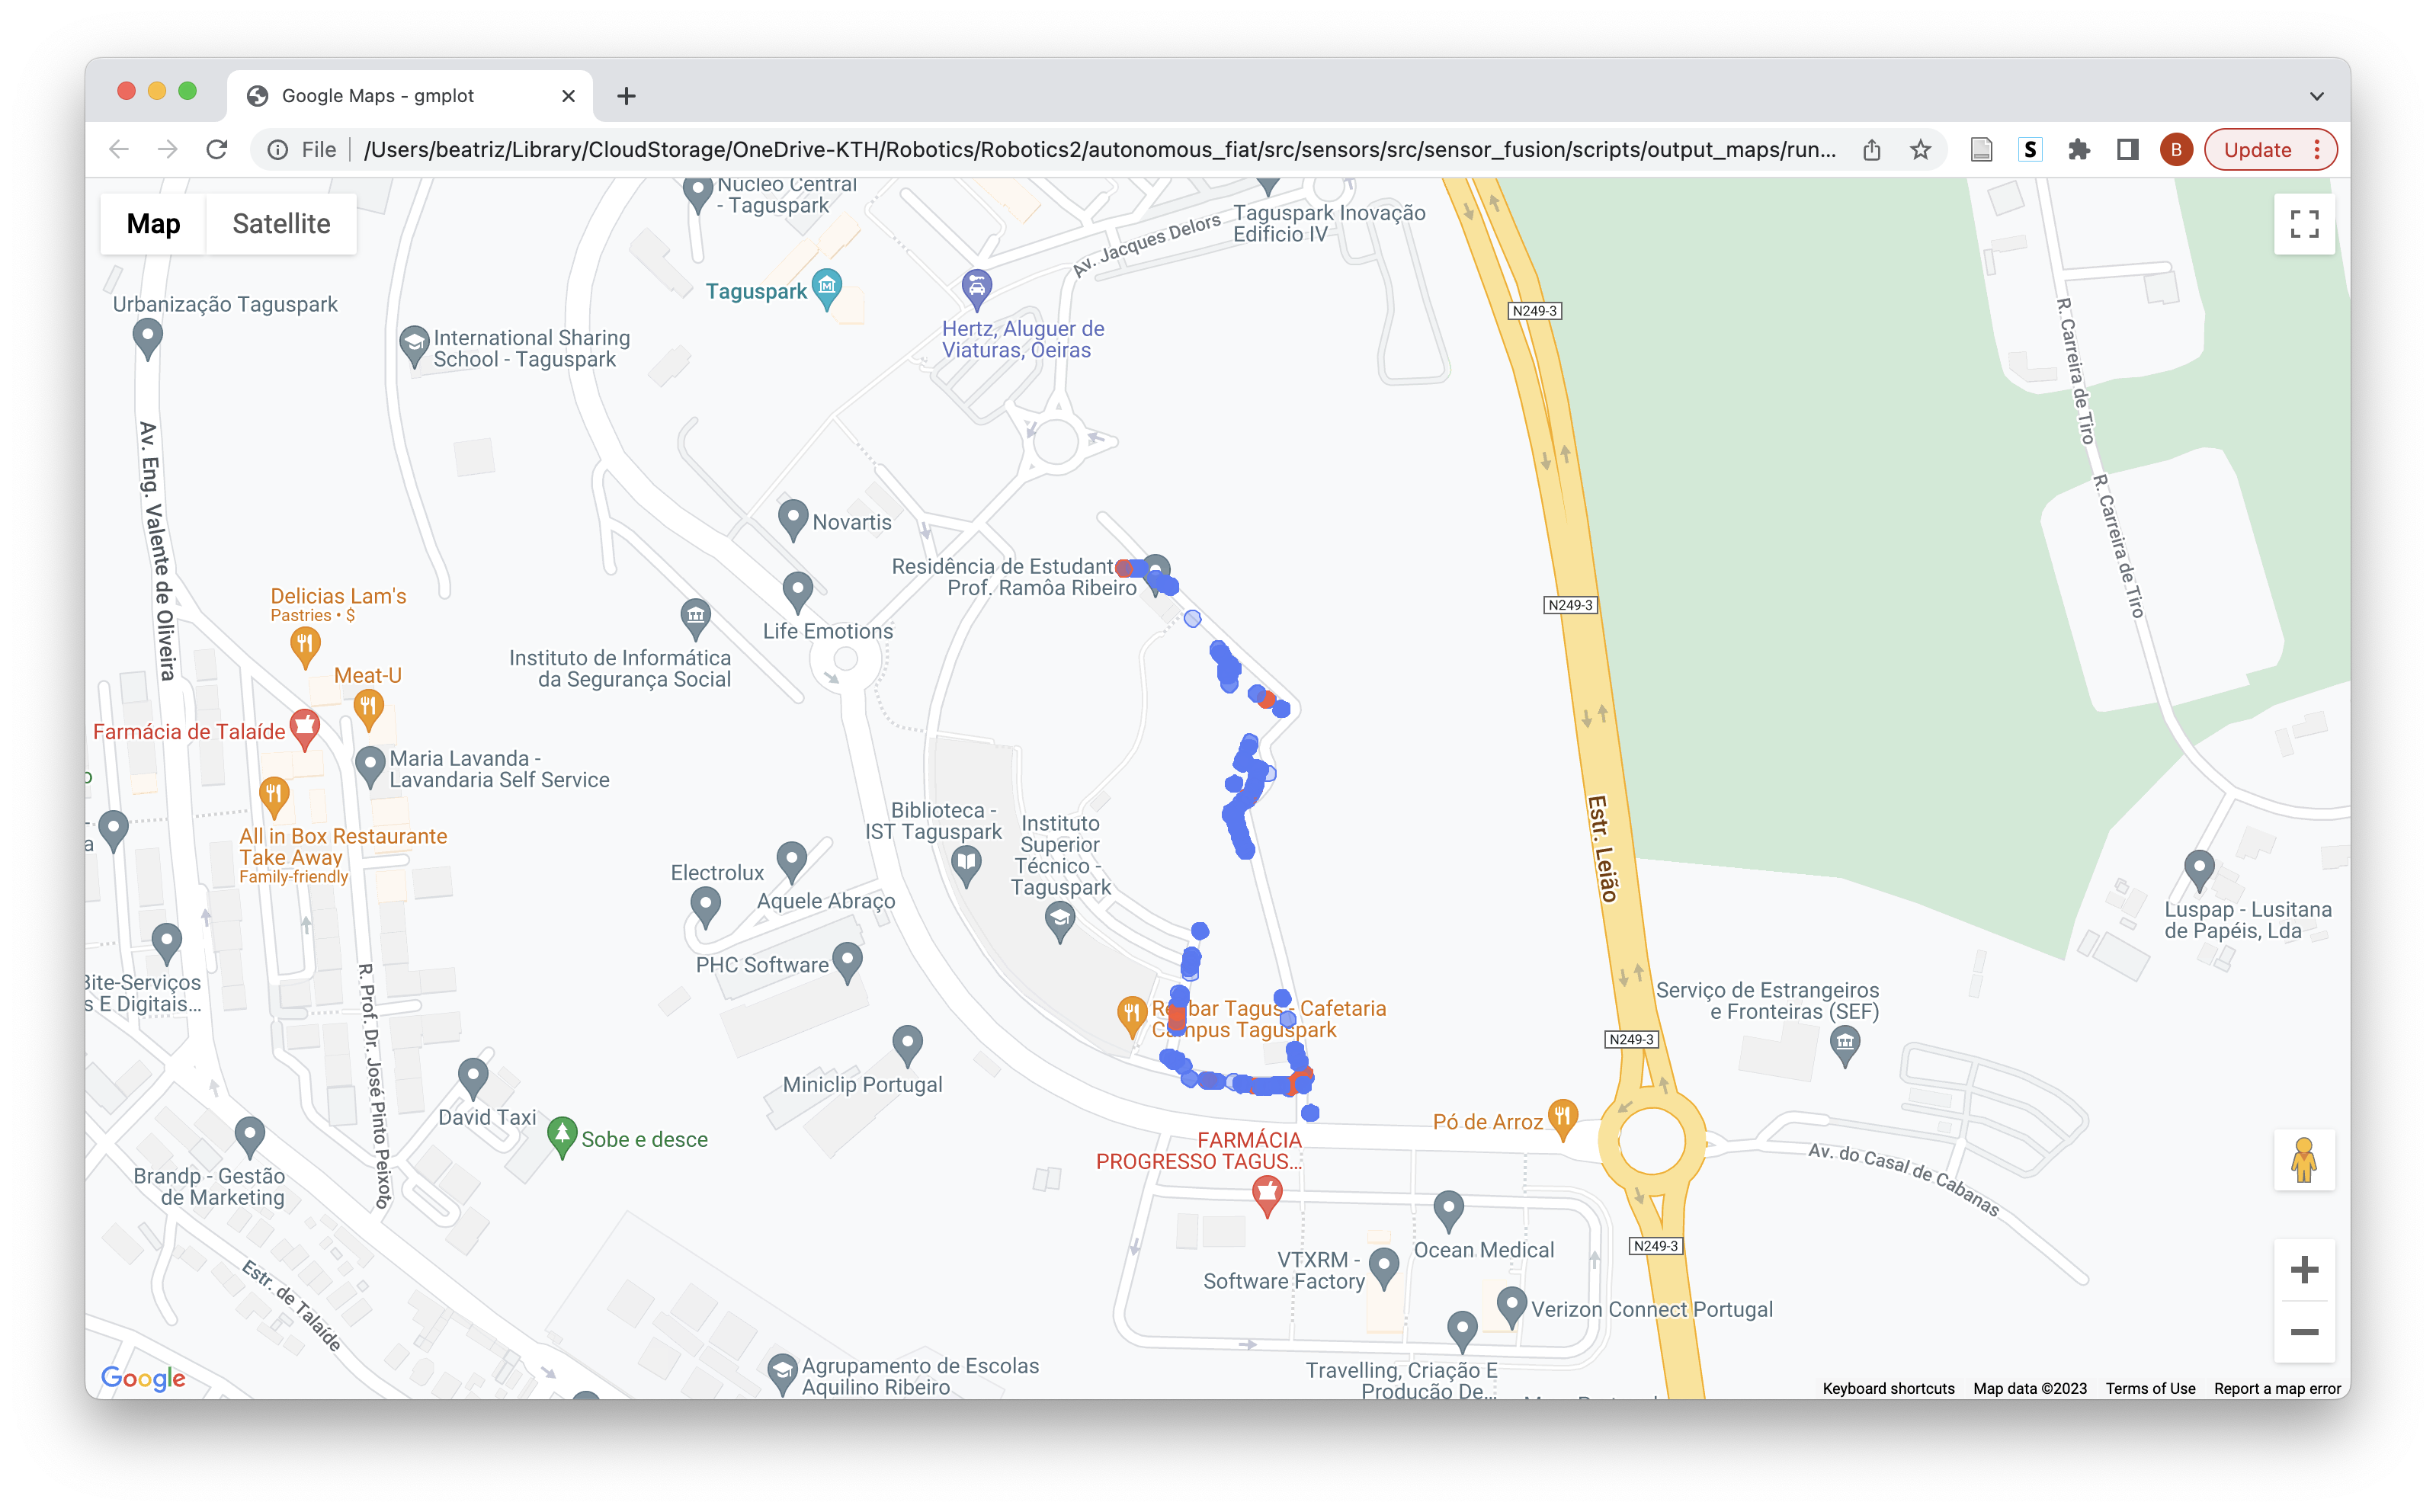 Google Maps - gmplot
File
/Users/beatriz/Library/CloudStorage/OneDrive-KTH/Robotics/Robotics2/autonomous_fiat/src/sensors/src/sensor_fusion/scripts/output_maps/run...
S
B
Update
Map
Satellite
Nucleo Central
- Taguspark
Taguspark Inovação
Edificio IV
Av. Jacques Delors
Taguspark
Hertz, Aluguer de
Viaturas, Oeiras
Urbanização Taguspark
International Sharing
School - Taguspark
N249-3
R. Carreira de Tiro
R. Carreira de Tiro
Av. Eng. Valente de Oliveira
Novartis
Residência de Estudant
Prof. Ramôa Ribeiro
Delicias Lam's
Pastries • $
Meat-U
Life Emotions
Instituto de Informática
da Segurança Social
N249-3
Farmácia de Talaíde
Maria Lavanda -
Lavandaria Self Service
All in Box Restaurante
Take Away
Family-friendly
Biblioteca -
IST Taguspark
Instituto
Superior
Técnico -
Taguspark
Electrolux
Aquele Abraço
PHC Software
Estr. Leião
Luspap - Lusitana
de Papéis, Lda
Bite-Serviços
s E Digitais...
R. Prof. Dr. José Pinto Peixoto
bar Tagus - Cafetaria
Campus Taguspark
Serviço de Estrangeiros
e Fronteiras (SEF)
N249-3
Miniclip Portugal
David Taxi
Sobe e desce
Pó de Arroz
FARMÁCIA
PROGRESSO TAGUS...
Av. do Casal de Cabanas
Brandp - Gestão
de Marketing
Estr. de Talaíde
N249-3
Ocean Medical
VTXRM -
Software Factory
Verizon Connect Portugal
Travelling, Criação E
Produção De...
Agrupamento de Escolas
Aquilino Ribeiro
Google
Keyboard shortcuts
Map data ©2023
Terms of Use
Report a map error